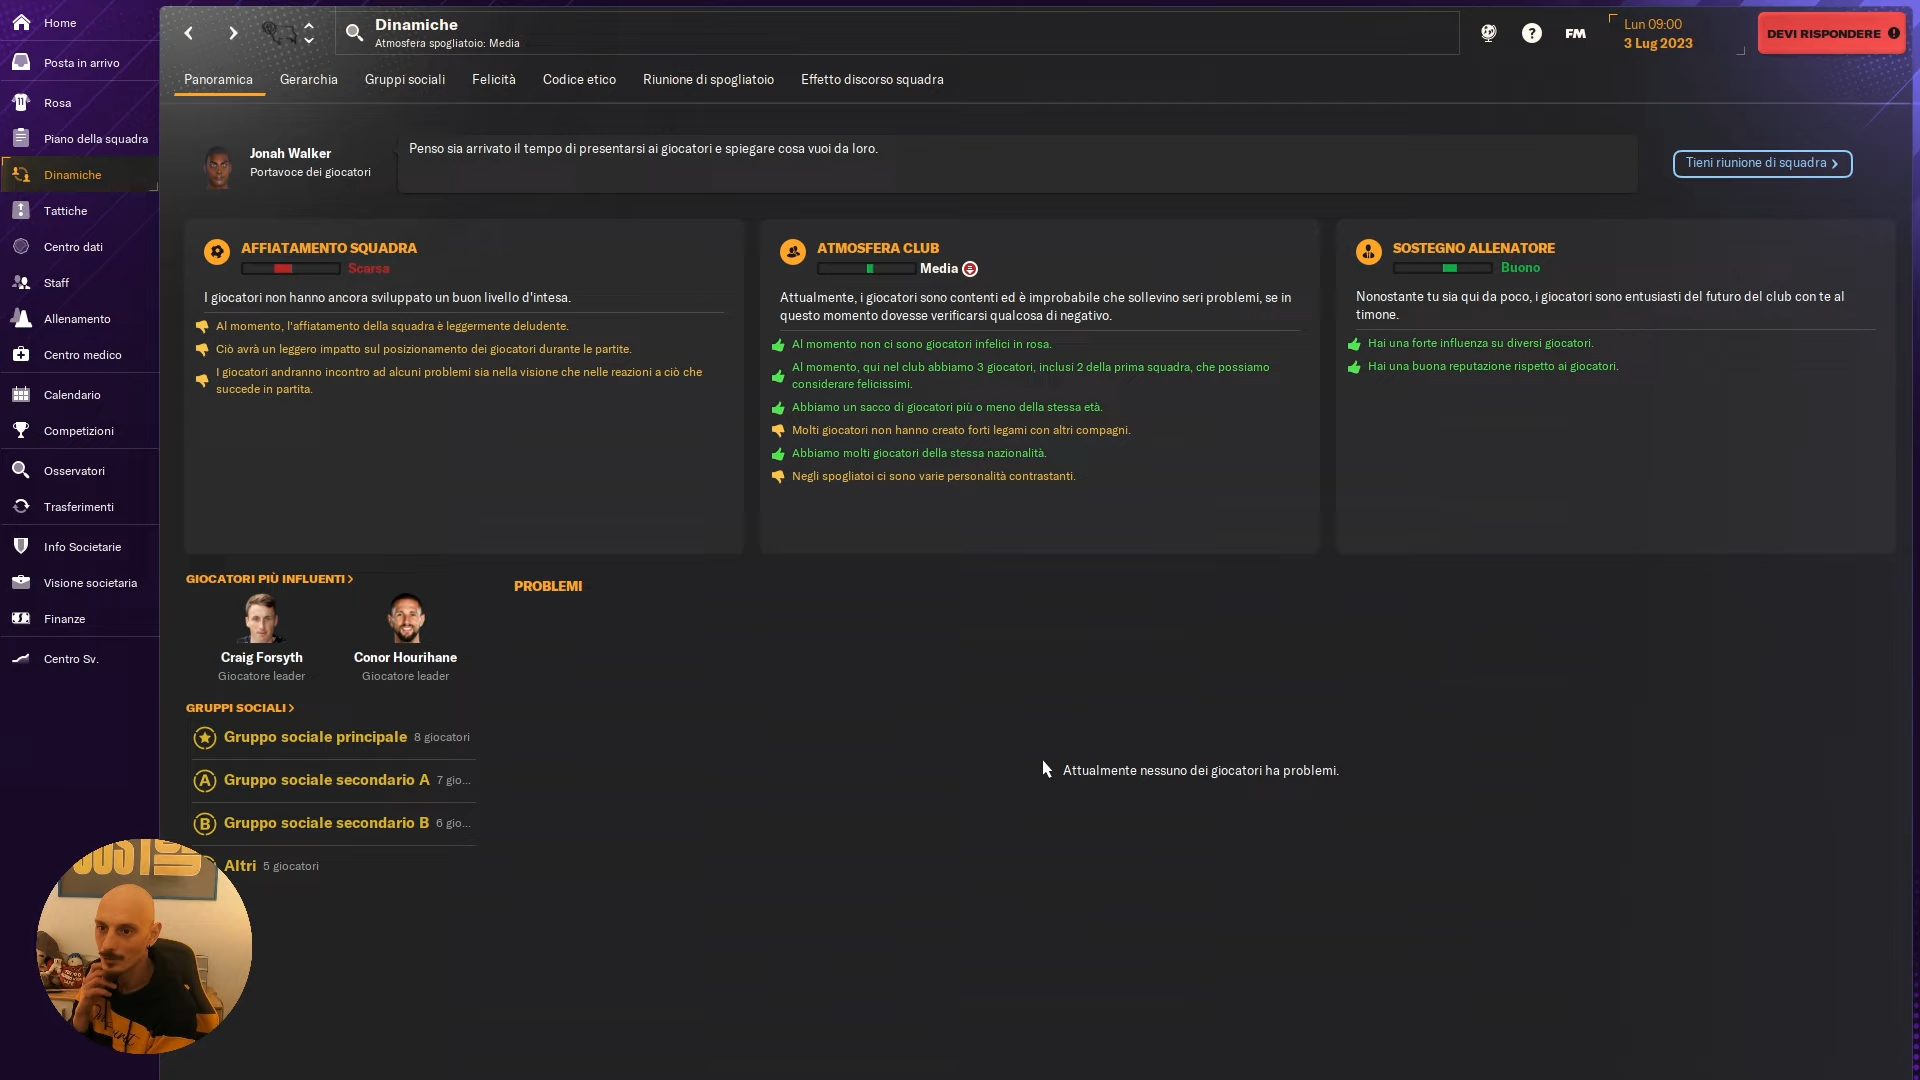 Home
Posta in arrivo
Rosa
Piano della squadra
Dinamiche
Tattiche
Centro dati
Staff
Allenamento
Centro medico
Calendario
Competizioni
Osservatori
Trasferimenti
Info Societarie
Visione societaria
Finanze
Centro Sv.
Dinamiche
Atmosfera spogliatoio: Media
FM
Lun 09:00
3 Lug 2023
DEVI RISPONDERE
Panoramica
Gerarchia
Gruppi sociali
Felicità
Codice etico
Riunione di spogliatoio
Effetto discorso squadra
Jonah Walker
Portavoce dei giocatori
Penso sia arrivato il tempo di presentarsi ai giocatori e spiegare cosa vuoi da loro.
Tieni riunione di squadra
AFFIATAMENTO SQUADRA
Scarsa
I giocatori non hanno ancora sviluppato un buon livello d'intesa.
Al momento, l'affiatamento della squadra è leggermente deludente.
Ciò avrà un leggero impatto sul posizionamento dei giocatori durante le partite.
I giocatori andranno incontro ad alcuni problemi sia nella visione che nelle reazioni a ciò che
succede in partita.
ATMOSFERA CLUB
Media
Attualmente, i giocatori sono contenti ed è improbabile che sollevino seri problemi, se in
questo momento dovesse verificarsi qualcosa di negativo.
Al momento non ci sono giocatori infelici in rosa.
Al momento, qui nel club abbiamo 3 giocatori, inclusi 2 della prima squadra, che possiamo
considerare felicissimi.
Abbiamo un sacco di giocatori più o meno della stessa età.
Molti giocatori non hanno creato forti legami con altri compagni.
Abbiamo molti giocatori della stessa nazionalità.
Negli spogliatoi ci sono varie personalità contrastanti.
SOSTEGNO ALLENATORE
Buono
Nonostante tu sia qui da poco, i giocatori sono entusiasti del futuro del club con te al
timone.
Hai una forte influenza su diversi giocatori.
Hai una buona reputazione rispetto ai giocatori.
GIOCATORI PIÙ INFLUENTI
Craig Forsyth
Giocatore leader
Conor Hourihane
Giocatore leader
GRUPPI SOCIALI
Gruppo sociale principale 8 giocatori
A Gruppo sociale secondario A 7 gio...
B Gruppo sociale secondario B 6 gio...
Altri 5 giocatori
PROBLEMI
Attualmente nessuno dei giocatori ha problemi.